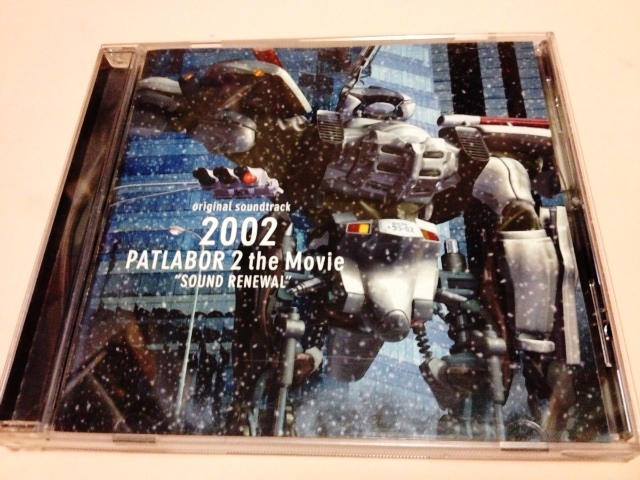 original soundtrack
2002
PATLABOR 2 the Movie
"SOUND RENEWAL"